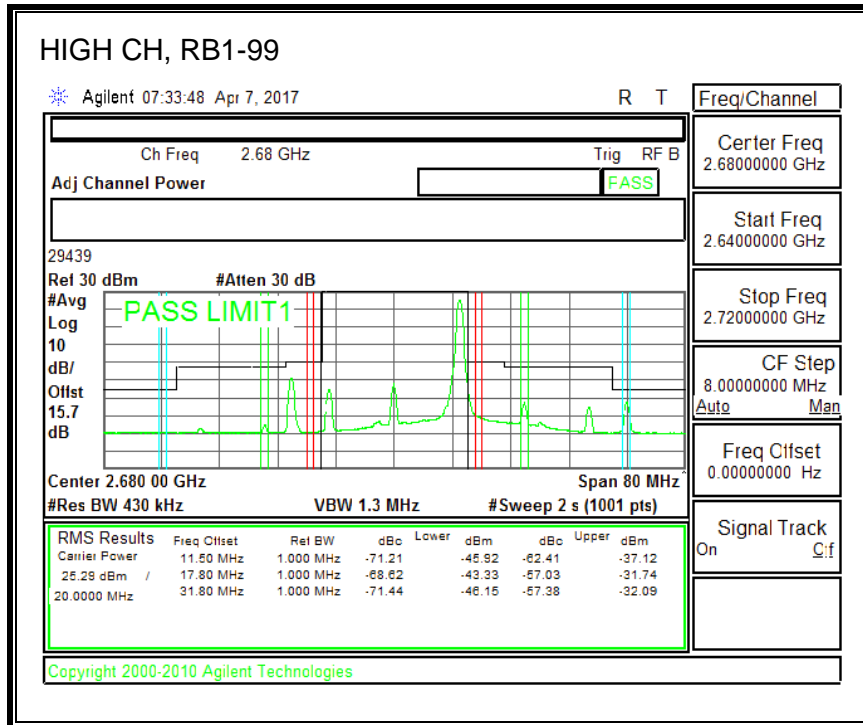 HIGH CH, RB1-99
Agilent 07:33:48 Apr 7, 2017 R T
Freq/Channel
Ch Freq 2.68 GHz Trig RF B
Adj Channel Power PASS
Center Freq
2.68000000 GHz
Start Freq
2.64000000 GHz
Stop Freq
2.72000000 GHz
CF Step
8.00000000 MHz
Auto Man
Freq Offset
0.00000000 Hz
Signal Track
On Off
29439
Ref 30 dBm #Atten 30 dB
#Avg
Log
10
dB/
Offst
15.7
dB
PASS LIMIT1
Center 2.680 00 GHz Span 80 MHz
#Res BW 430 kHz VBW 1.3 MHz #Sweep 2 s (1001 pts)
RMS Results Freq Offset Ref BW dBc Lower dBm dBc Upper dBm
Carrier Power 11.50 MHz 1.000 MHz -71.21 -45.92 -62.41 -37.12
25.29 dBm / 17.80 MHz 1.000 MHz -68.62 -43.33 -57.03 -31.74
20.0000 MHz 31.80 MHz 1.000 MHz -71.44 -46.15 -57.38 -32.09
Copyright 2000-2010 Agilent Technologies